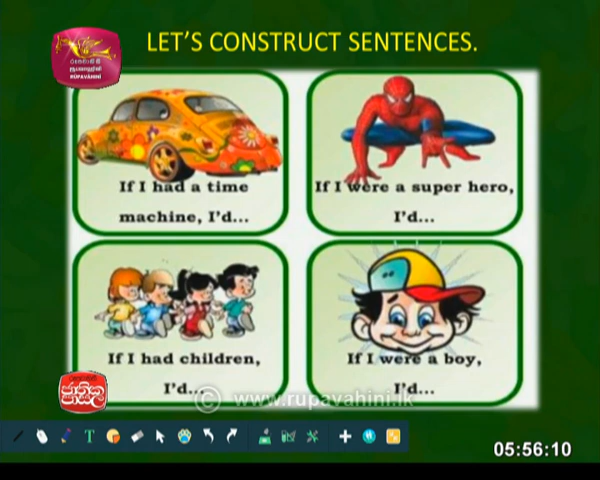 LET'S CONSTRUCT SENTENCES.
RUPAVAHINI
If I had a time
machine, I'd...
If I were a super hero,
I'd...
If I had children,
I'd...
If I were a boy,
I'd...
© www.rupavahini.lk
T
05:56:10